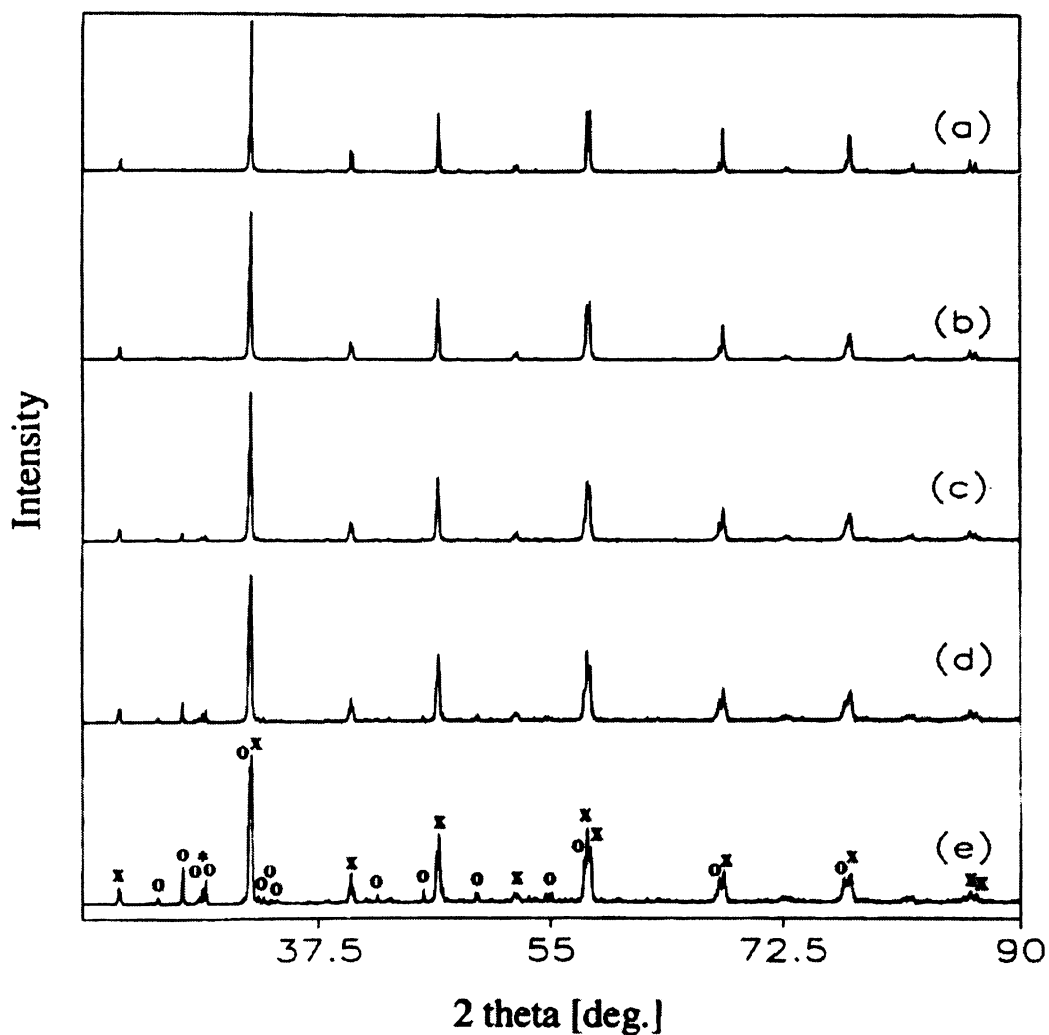 (a)
(b)
Intensity
(c)
(d)
o x
x o o o * o o o o x o o x o o x o x x o x o x x x
(e)
37.5 55 72.5 90
2 theta [deg.]